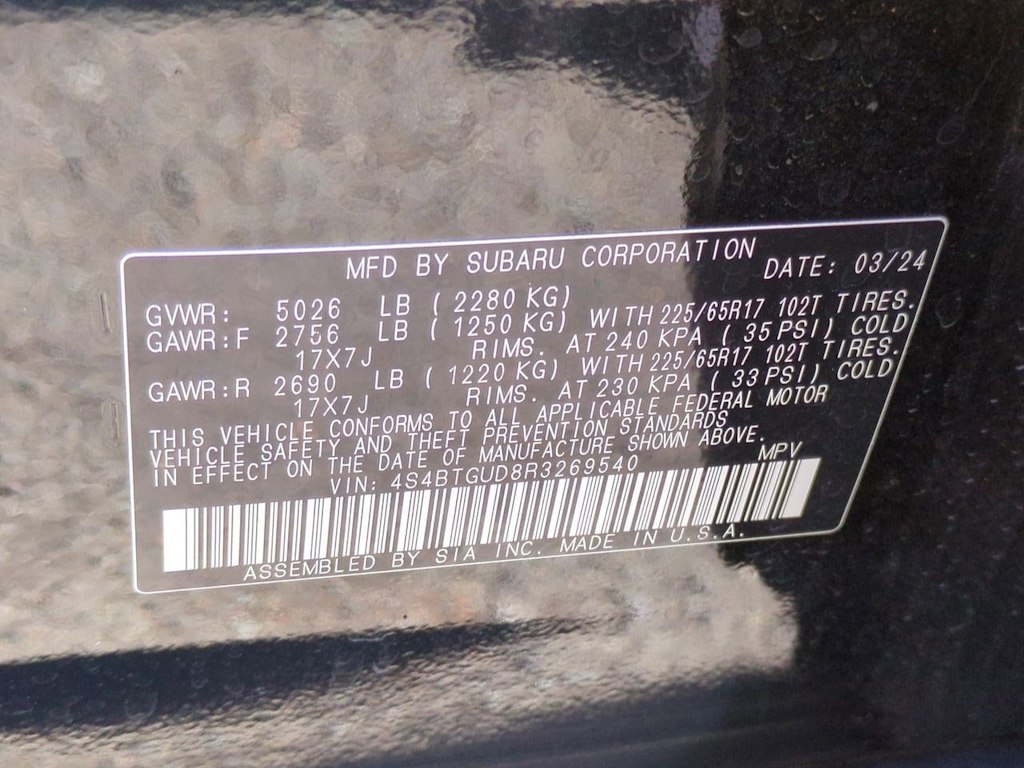 MFD BY SUBARU CORPORATION DATE: 03/24
GVWR: 5026 LB ( 2280 KG)
GAWR:F 2756 LB ( 1250 KG) WITH 225/65R17 102T TIRES.
17X7J RIMS. AT 240 KPA ( 35 PSI) COLD
GAWR:R 2690 LB ( 1220 KG) WITH 225/65R17 102T TIRES.
17X7J RIMS. AT 230 KPA ( 33 PSI) COLD
THIS VEHICLE CONFORMS TO ALL APPLICABLE FEDERAL MOTOR
VEHICLE SAFETY AND THEFT PREVENTION STANDARDS
IN EFFECT ON THE DATE OF MANUFACTURE SHOWN ABOVE.
VIN: 4S4BTGUD8R3269540 MPV
ASSEMBLED BY SIA INC. MADE IN U.S.A.